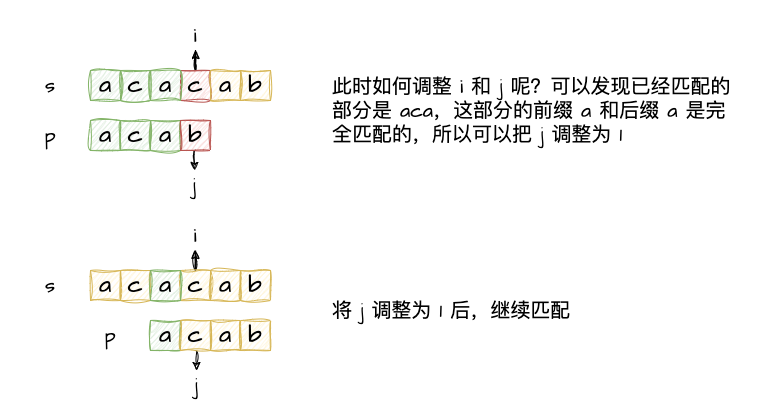 i
s a c a c a b
此时如何调整 i 和 j 呢？可以发现已经匹配的
部分是 aca，这部分的前缀 a 和后缀 a 是完
全匹配的，所以可以把 j 调整为 1
p a c a b
j
i
s a c a c a b
将 j 调整为 1 后，继续匹配
p a c a b
j